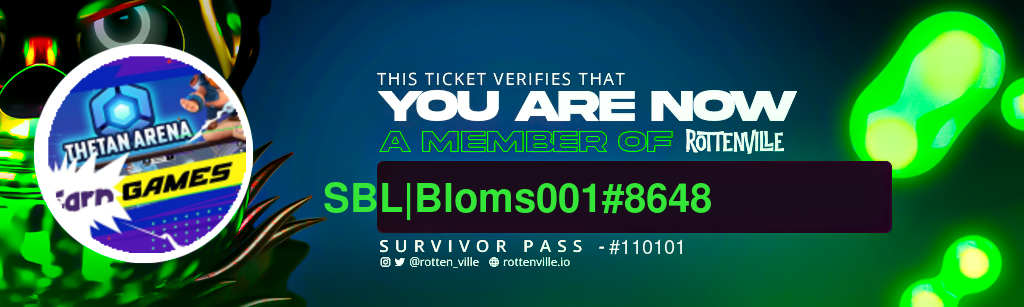 THIS TICKET VERIFIES THAT
YOU ARE NOW
A MEMBER OF ROTTENVILLE
THETAN ARENA
Earn GAMES
SBL|Bloms001#8648
SURVIVOR PASS - #110101
@rotten_ville rottenville.io